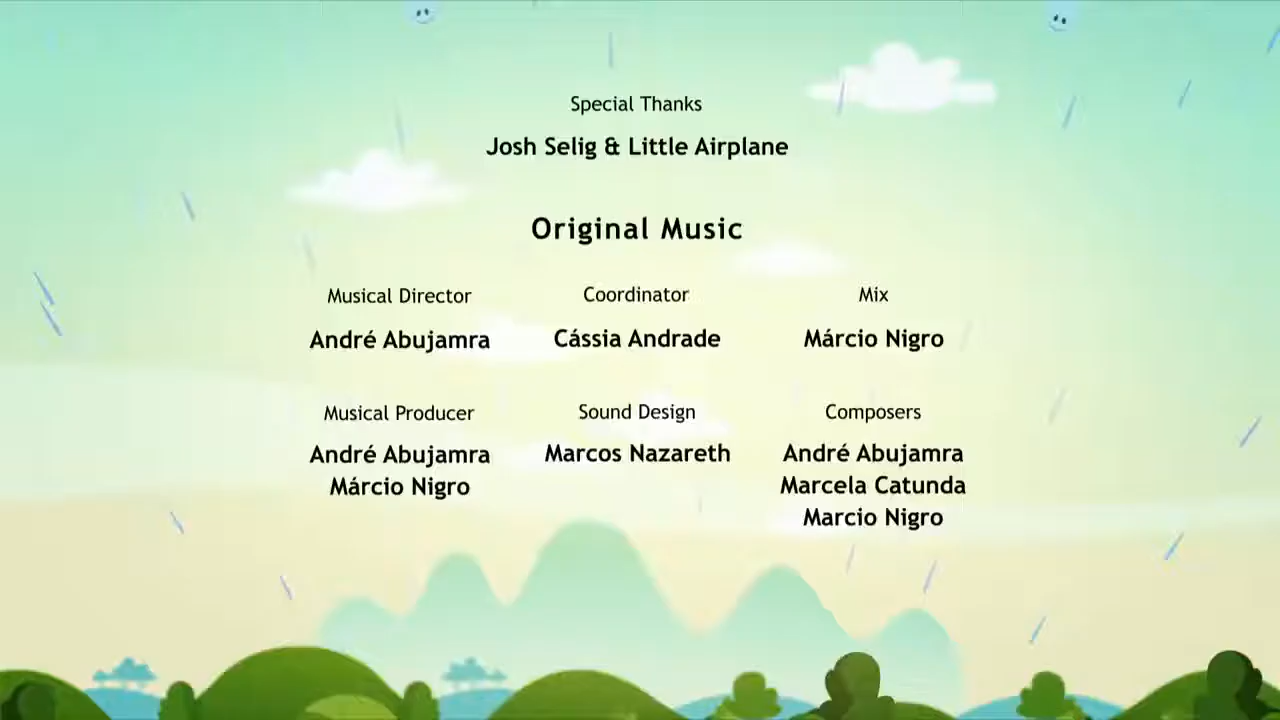 Special Thanks
Josh Selig & Little Airplane
Original Music
Musical Director
André Abujamra
Coordinator
Cássia Andrade
Mix
Márcio Nigro
Musical Producer
André Abujamra
Márcio Nigro
Sound Design
Marcos Nazareth
Composers
André Abujamra
Marcela Catunda
Marcio Nigro